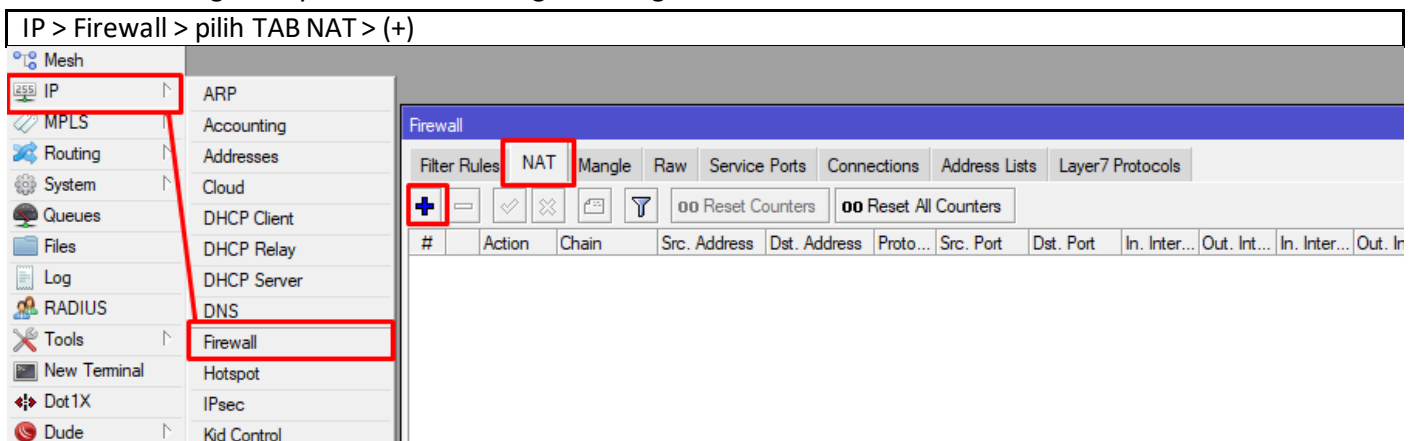 IP > Firewall > pilih TAB NAT > (+)
Mesh
IP
MPLS
Routing
System
Queues
Files
Log
RADIUS
Tools
New Terminal
Dot1X
Dude
ARP
Accounting
Addresses
Cloud
DHCP Client
DHCP Relay
DHCP Server
DNS
Firewall
Hotspot
IPsec
Kid Control
Firewall
Filter Rules NAT Mangle Raw Service Ports Connections Address Lists Layer7 Protocols
00 Reset Counters 00 Reset All Counters
# Action Chain Src. Address Dst. Address Proto... Src. Port Dst. Port In. Inter... Out. Int... In. Inter... Out. In